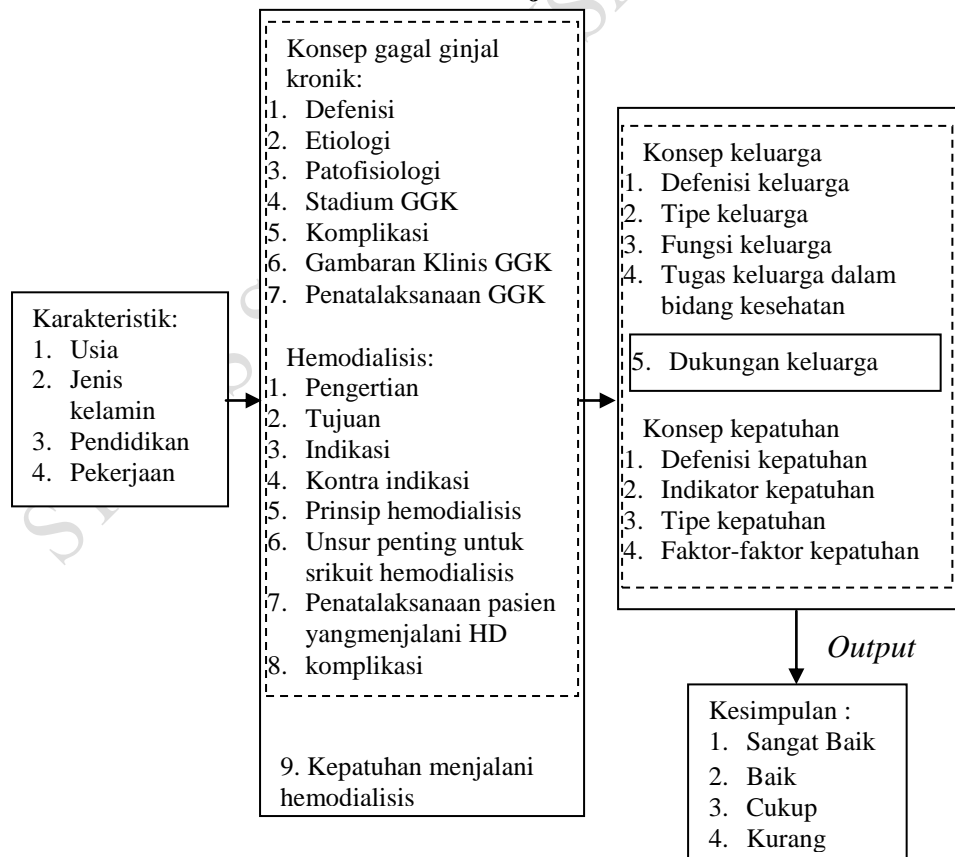 Karakteristik:
1. Usia
2. Jenis
kelamin
3. Pendidikan
4. Pekerjaan
Konsep gagal ginjal
kronik:
1. Defenisi
2. Etiologi
3. Patofisiologi
4. Stadium GGK
5. Komplikasi
6. Gambaran Klinis GGK
7. Penatalaksanaan GGK
Hemodialisis:
1. Pengertian
2. Tujuan
3. Indikasi
4. Kontra indikasi
5. Prinsip hemodialisis
6. Unsur penting untuk
srikuit hemodialisis
7. Penatalaksanaan pasien
yangmenjalani HD
8. komplikasi
9. Kepatuhan menjalani
hemodialisis
Konsep keluarga
1. Defenisi keluarga
2. Tipe keluarga
3. Fungsi keluarga
4. Tugas keluarga dalam
bidang kesehatan
5. Dukungan keluarga
Konsep kepatuhan
1. Defenisi kepatuhan
2. Indikator kepatuhan
3. Tipe kepatuhan
4. Faktor-faktor kepatuhan
Output
Kesimpulan :
1. Sangat Baik
2. Baik
3. Cukup
4. Kurang